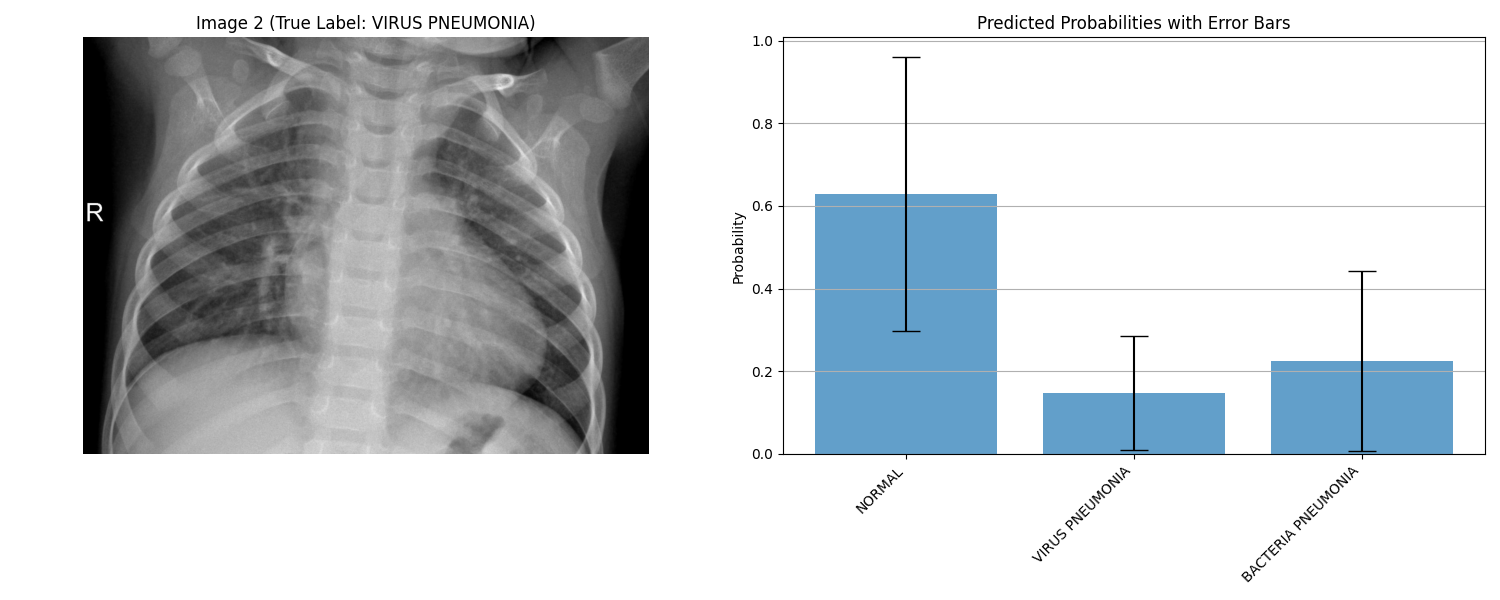 Image 2 (True Label: VIRUS PNEUMONIA)
R
Predicted Probabilities with Error Bars
Probability
1.0
0.8
0.6
0.4
0.2
0.0
NORMAL
VIRUS PNEUMONIA
BACTERIA PNEUMONIA